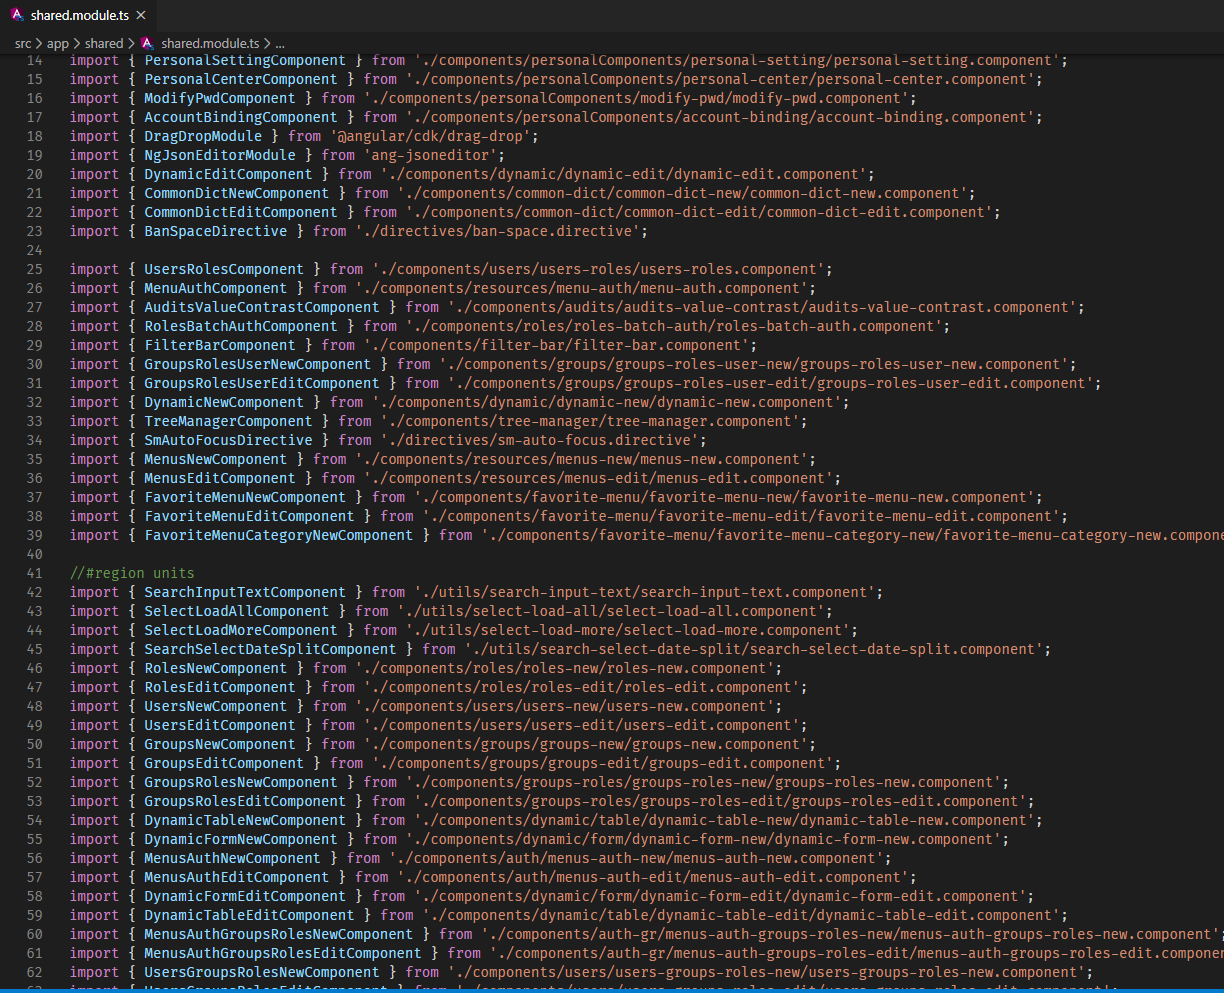 shared.module.ts ×
src > app > shared > shared.module.ts > ...
14 import { PersonalSettingComponent } from './components/personalComponents/personal-setting/personal-setting.component';
15 import { PersonalCenterComponent } from './components/personalComponents/personal-center/personal-center.component';
16 import { ModifyPwdComponent } from './components/personalComponents/modify-pwd/modify-pwd.component';
17 import { AccountBindingComponent } from './components/personalComponents/account-binding/account-binding.component';
18 import { DragDropModule } from '@angular/cdk/drag-drop';
19 import { NgJsonEditorModule } from 'ang-jsoneditor';
20 import { DynamicEditComponent } from './components/dynamic/dynamic-edit/dynamic-edit.component';
21 import { CommonDictNewComponent } from './components/common-dict/common-dict-new/common-dict-new.component';
22 import { CommonDictEditComponent } from './components/common-dict/common-dict-edit/common-dict-edit.component';
23 import { BanSpaceDirective } from './directives/ban-space.directive';
24
25 import { UsersRolesComponent } from './components/users/users-roles/users-roles.component';
26 import { MenuAuthComponent } from './components/resources/menu-auth/menu-auth.component';
27 import { AuditsValueContrastComponent } from './components/audits/audits-value-contrast/audits-value-contrast.component';
28 import { RolesBatchAuthComponent } from './components/roles/roles-batch-auth/roles-batch-auth.component';
29 import { FilterBarComponent } from './components/filter-bar/filter-bar.component';
30 import { GroupsRolesUserNewComponent } from './components/groups/groups-roles-user-new/groups-roles-user-new.component';
31 import { GroupsRolesUserEditComponent } from './components/groups/groups-roles-user-edit/groups-roles-user-edit.component';
32 import { DynamicNewComponent } from './components/dynamic/dynamic-new/dynamic-new.component';
33 import { TreeManagerComponent } from './components/tree-manager/tree-manager.component';
34 import { SmAutoFocusDirective } from './directives/sm-auto-focus.directive';
35 import { MenusNewComponent } from './components/resources/menus-new/menus-new.component';
36 import { MenusEditComponent } from './components/resources/menus-edit/menus-edit.component';
37 import { FavoriteMenuNewComponent } from './components/favorite-menu/favorite-menu-new/favorite-menu-new.component';
38 import { FavoriteMenuEditComponent } from './components/favorite-menu/favorite-menu-edit/favorite-menu-edit.component';
39 import { FavoriteMenuCategoryNewComponent } from './components/favorite-menu/favorite-menu-category-new/favorite-menu-category-new.compone
40
41 //#region units
42 import { SearchInputTextComponent } from './utils/search-input-text/search-input-text.component';
43 import { SelectLoadAllComponent } from './utils/select-load-all/select-load-all.component';
44 import { SelectLoadMoreComponent } from './utils/select-load-more/select-load-more.component';
45 import { SearchSelectDateSplitComponent } from './utils/search-select-date-split/search-select-date-split.component';
46 import { RolesNewComponent } from './components/roles/roles-new/roles-new.component';
47 import { RolesEditComponent } from './components/roles/roles-edit/roles-edit.component';
48 import { UsersNewComponent } from './components/users/users-new/users-new.component';
49 import { UsersEditComponent } from './components/users/users-edit/users-edit.component';
50 import { GroupsNewComponent } from './components/groups/groups-new/groups-new.component';
51 import { GroupsEditComponent } from './components/groups/groups-edit/groups-edit.component';
52 import { GroupsRolesNewComponent } from './components/groups-roles/groups-roles-new/groups-roles-new.component';
53 import { GroupsRolesEditComponent } from './components/groups-roles/groups-roles-edit/groups-roles-edit.component';
54 import { DynamicTableNewComponent } from './components/dynamic/table/dynamic-table-new/dynamic-table-new.component';
55 import { DynamicFormNewComponent } from './components/dynamic/form/dynamic-form-new/dynamic-form-new.component';
56 import { MenusAuthNewComponent } from './components/auth/menus-auth-new/menus-auth-new.component';
57 import { MenusAuthEditComponent } from './components/auth/menus-auth-edit/menus-auth-edit.component';
58 import { DynamicFormEditComponent } from './components/dynamic/form/dynamic-form-edit/dynamic-form-edit.component';
59 import { DynamicTableEditComponent } from './components/dynamic/table/dynamic-table-edit/dynamic-table-edit.component';
60 import { MenusAuthGroupsRolesNewComponent } from './components/auth-gr/menus-auth-groups-roles-new/menus-auth-groups-roles-new.component';
61 import { MenusAuthGroupsRolesEditComponent } from './components/auth-gr/menus-auth-groups-roles-edit/menus-auth-groups-roles-edit.componen
62 import { UsersGroupsRolesNewComponent } from './components/users/users-groups-roles-new/users-groups-roles-new.component';